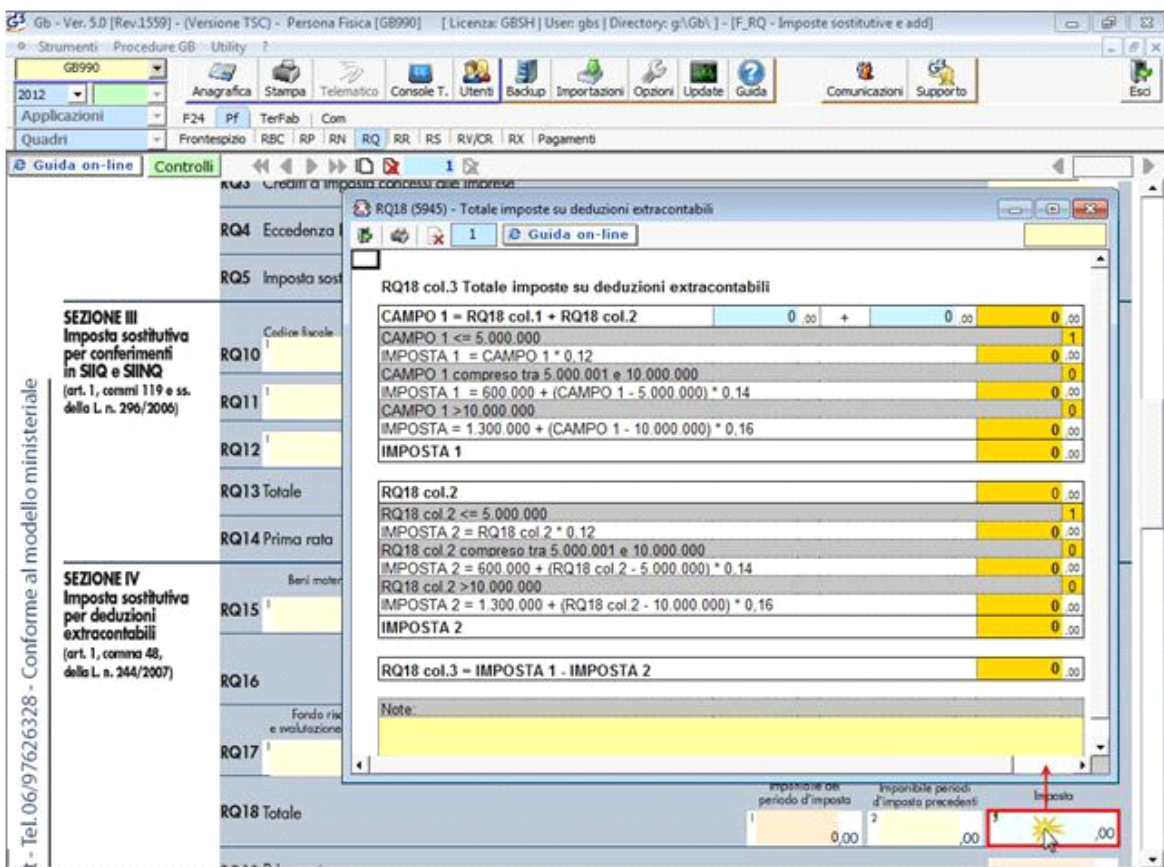 Gb - Ver. 5.0 [Rev.1559] - (Versione TSC) - Persona Fisica [GB990] [ Licenza: GBSH | User: gbs | Directory: g:\Gb\ ] - [F_RQ - Imposte sostitutive e add]
Strumenti Procedure GB Utility ?
GB990
2012
Anagrafica Stampa Telematico Console T. Utenti Backup Importazioni Opzioni Update Guida Comunicazioni Supporto Esci
Applicazioni F24 Pf TerFab Com
Quadri Frontespizio RBC RP RN RQ RR RS RV/CR RX Pagamenti
Guida on-line Controlli 1
RQ3 Crediti d'imposta concessi alle imprese
RQ4 Eccedenza
RQ5 Imposta sost
SEZIONE III
Imposta sostitutiva
per conferimenti
in SIIQ e SIINQ
(art. 1, commi 119 e ss.
della L. n. 296/2006)
Codice fiscale
RQ10 1
RQ11 1
RQ12 1
RQ13 Totale
RQ14 Prima rata
SEZIONE IV
Imposta sostitutiva
per deduzioni
extracontabili
(art. 1, comma 48,
della L. n. 244/2007)
Beni mater
RQ15 1
RQ16
Fondo ris
e svalutazione
RQ17 1
RQ18 Totale
Imponibile del
periodo d'imposta
1 0,00
Imponibile periodi
d'imposta precedenti
2 ,00
Imposta
3 ,00
RQ18 (5945) - Totale imposte su deduzioni extracontabili
1 Guida on-line
RQ18 col.3 Totale imposte su deduzioni extracontabili
CAMPO 1 = RQ18 col.1 + RQ18 col.2 0 ,00 + 0 ,00 0 ,00
CAMPO 1 <= 5.000.000 1
IMPOSTA 1 = CAMPO 1 * 0,12 0 ,00
CAMPO 1 compreso tra 5.000.001 e 10.000.000 0
IMPOSTA 1 = 600.000 + (CAMPO 1 - 5.000.000) * 0,14 0 ,00
CAMPO 1 >10.000.000 0
IMPOSTA = 1.300.000 + (CAMPO 1 - 10.000.000) * 0,16 0 ,00
IMPOSTA 1 0 ,00
RQ18 col.2 0 ,00
RQ18 col.2 <= 5.000.000 1
IMPOSTA 2 = RQ18 col.2 * 0,12 0 ,00
RQ18 col.2 compreso tra 5.000.001 e 10.000.000 0
IMPOSTA 2 = 600.000 + (RQ18 col.2 - 5.000.000) * 0,14 0 ,00
RQ18 col.2 >10.000.000 0
IMPOSTA 2 = 1.300.000 + (RQ18 col.2 - 10.000.000) * 0,16 0 ,00
IMPOSTA 2 0 ,00
RQ18 col.3 = IMPOSTA 1 - IMPOSTA 2 0 ,00
Note:
t - Tel.06/97626328 - Conforme al modello ministeriale